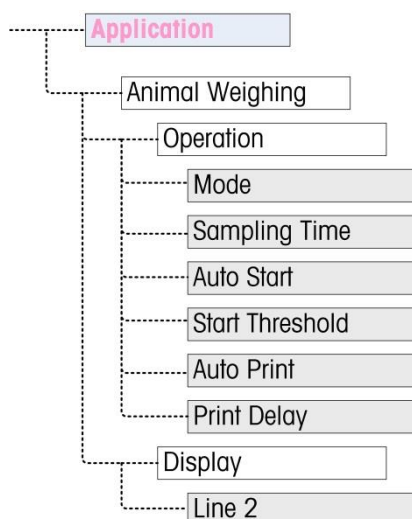 Application
Animal Weighing
Operation
Mode
Sampling Time
Auto Start
Start Threshold
Auto Print
Print Delay
Display
Line 2